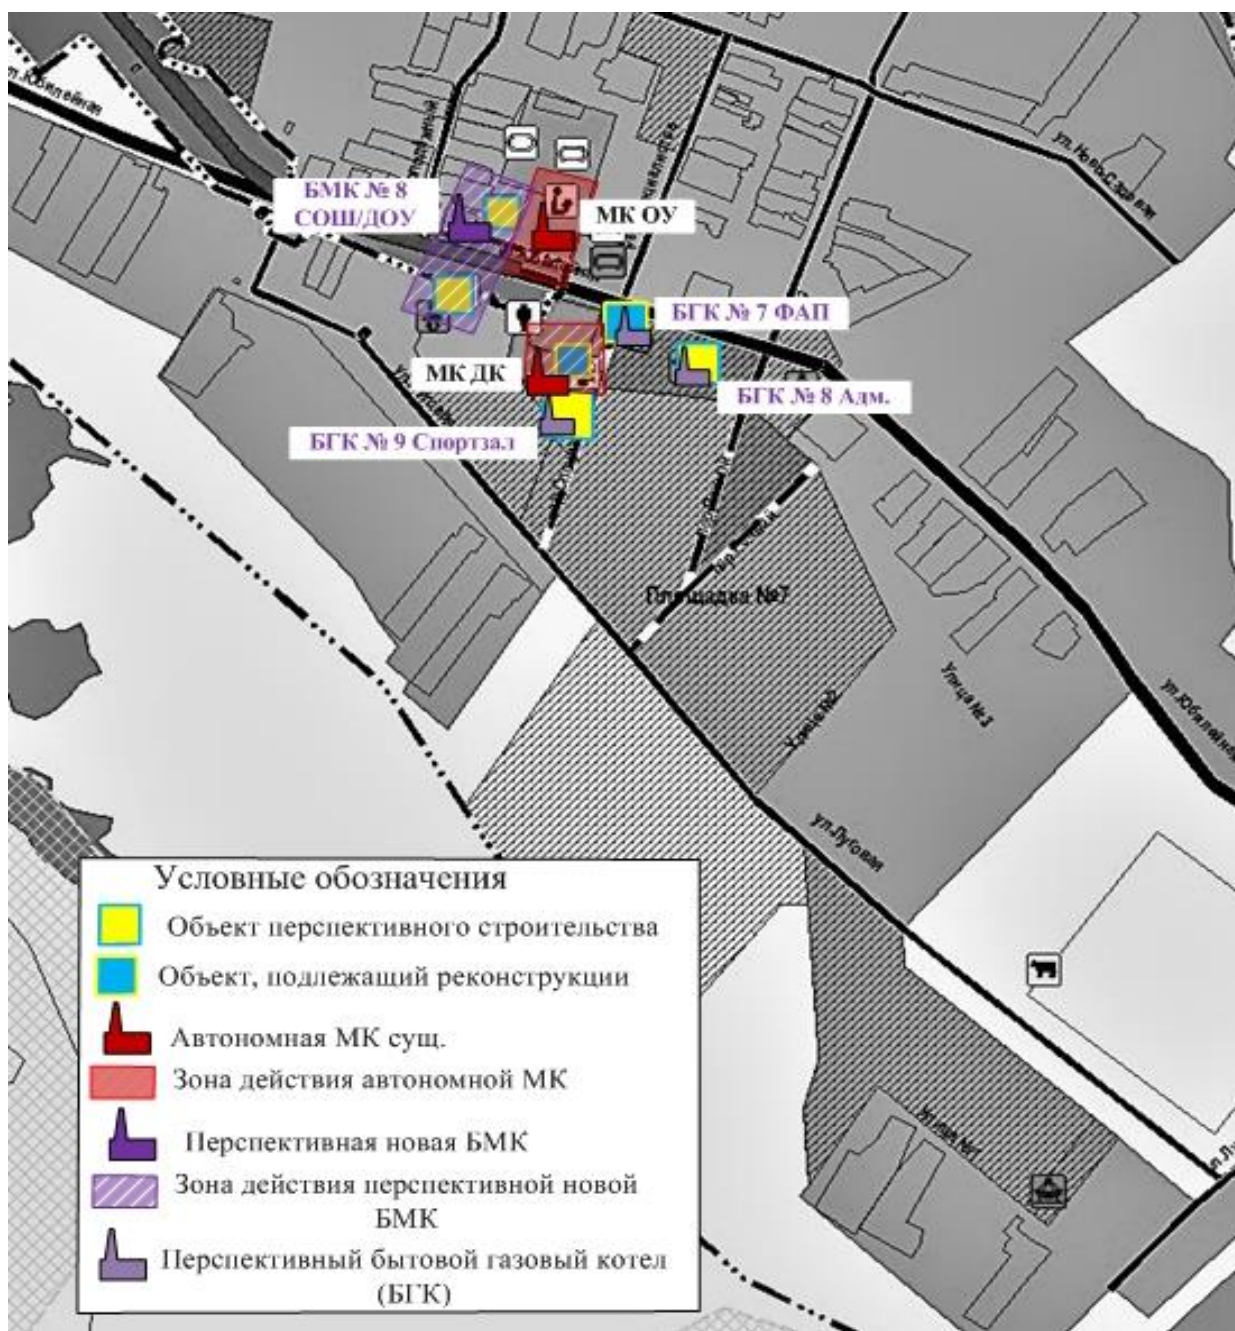 ул. Юбилейная
БМК № 8
СОШ/ДОУ
МК ОУ
БГК № 7 ФАП
МК ДК
БГК № 8 Адм.
БГК № 9 Спортзал
Площадка №7
Улица №2
Улица №3
ул.Юбилейная
ул.Луговая
Условные обозначения
Объект перспективного строительства
Объект, подлежащий реконструкции
Автономная МК сущ.
Зона действия автономной МК
Перспективная новая БМК
Зона действия перспективной новой
БМК
Перспективный бытовой газовый котел
(БГК)